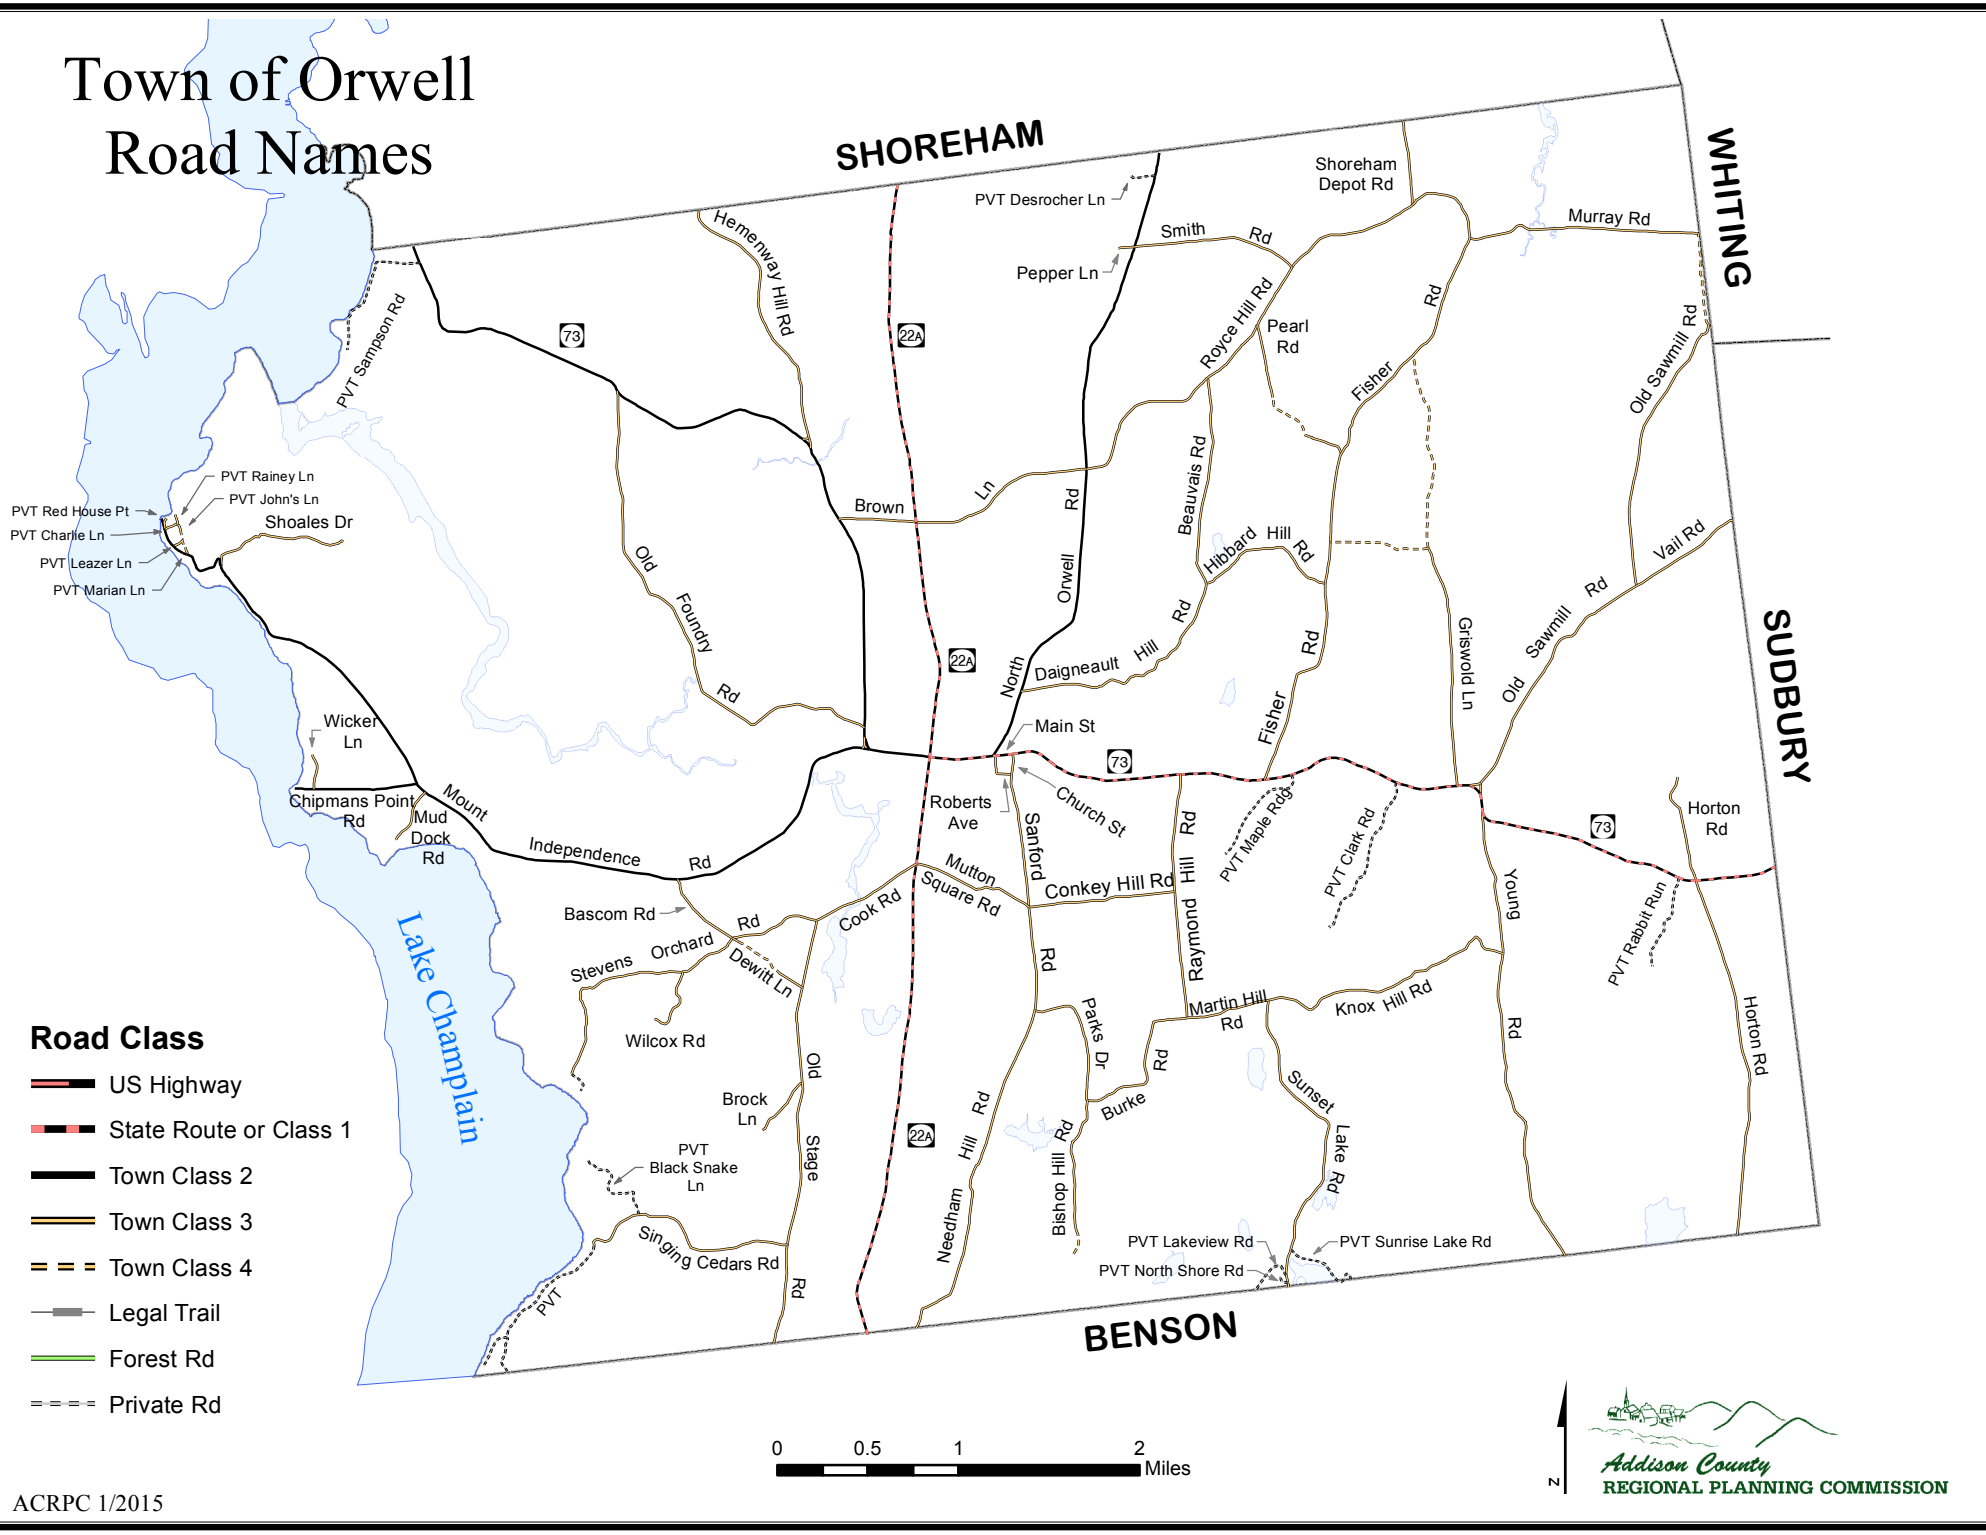 Town of Orwell
Road Names
SHOREHAM
WHITING
SUDBURY
BENSON
Shoreham
Depot Rd
PVT Desrocher Ln
Murray Rd
Smith Rd
Hemenway Hill Rd
Pepper Ln
PVT Sampson Rd
73
22A
Royce Hill Rd
Pearl
Rd
Fisher Rd
Old Sawmill Rd
PVT Rainey Ln
PVT John's Ln
PVT Red House Pt
Shoales Dr
PVT Charlie Ln
PVT Leazer Ln
PVT Marian Ln
Brown Ln
Beauvais Rd
Hibbard Hill Rd
Vail Rd
Old Foundry Rd
North Orwell Rd
Daigneault Hill Rd
Fisher Rd
Griswold Ln
Old Sawmill Rd
22A
Wicker
Ln
Main St
73
Chipmans Point
Rd
Mud
Dock
Rd
Mount Independence Rd
Roberts
Ave
Church St
Sanford Rd
Raymond Hill Rd
PVT Maple Rdg
PVT Clark Rd
73
Horton
Rd
Mutton
Square Rd
Conkey Hill Rd
Cook Rd
Bascom Rd
Stevens Orchard Rd
Dewitt Ln
Young Rd
PVT Rabbit Run
Lake Champlain
Wilcox Rd
Parks Dr
Martin Hill
Rd
Knox Hill Rd
Horton Rd
Old Stage Rd
Brock
Ln
Burke Rd
Sunset Lake Rd
22A
PVT
Black Snake
Ln
Needham Hill Rd
Bishop Hill Rd
Singing Cedars Rd
PVT
PVT Lakeview Rd
PVT Sunrise Lake Rd
PVT North Shore Rd
Road Class
US Highway
State Route or Class 1
Town Class 2
Town Class 3
Town Class 4
Legal Trail
Forest Rd
Private Rd
0 0.5 1 2
Miles
N
Addison County
REGIONAL PLANNING COMMISSION
ACRPC 1/2015